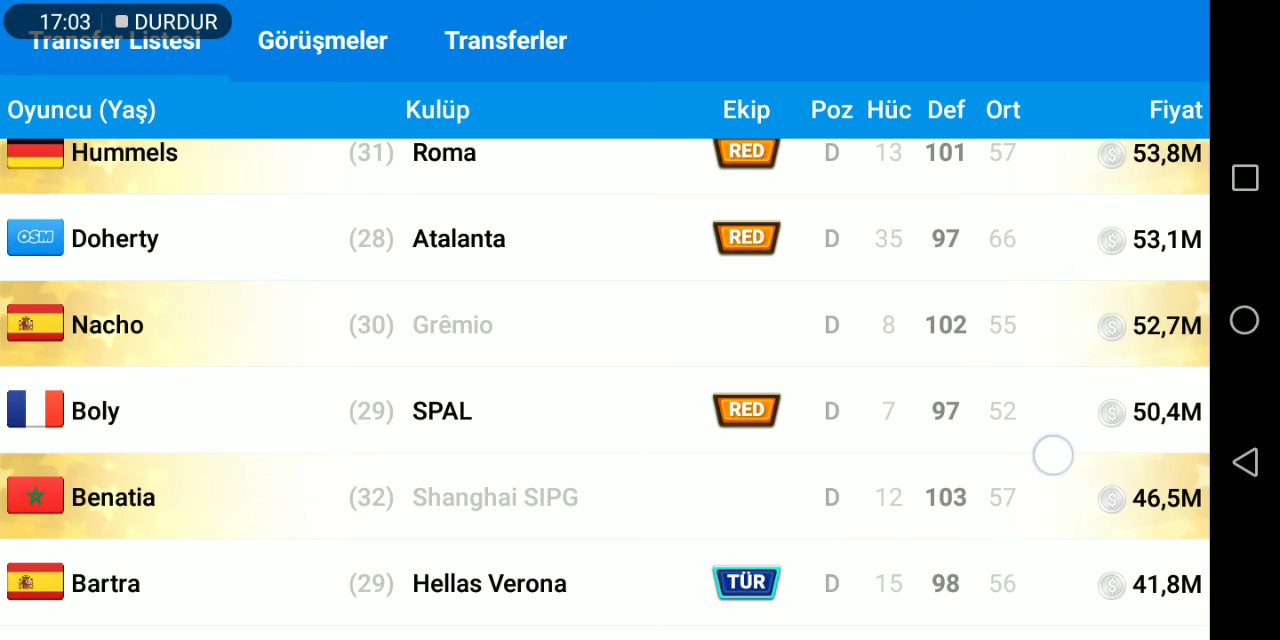 17:03 DURDUR
Transfer Listesi Görüşmeler Transferler
Oyuncu (Yaş) Kulüp Ekip Poz Hüc Def Ort Fiyat
Hummels (31) Roma RED D 13 101 57 53,8M
OSM Doherty (28) Atalanta RED D 35 97 66 53,1M
Nacho (30) Grêmio D 8 102 55 52,7M
Boly (29) SPAL RED D 7 97 52 50,4M
Benatia (32) Shanghai SIPG D 12 103 57 46,5M
Bartra (29) Hellas Verona TÜR D 15 98 56 41,8M